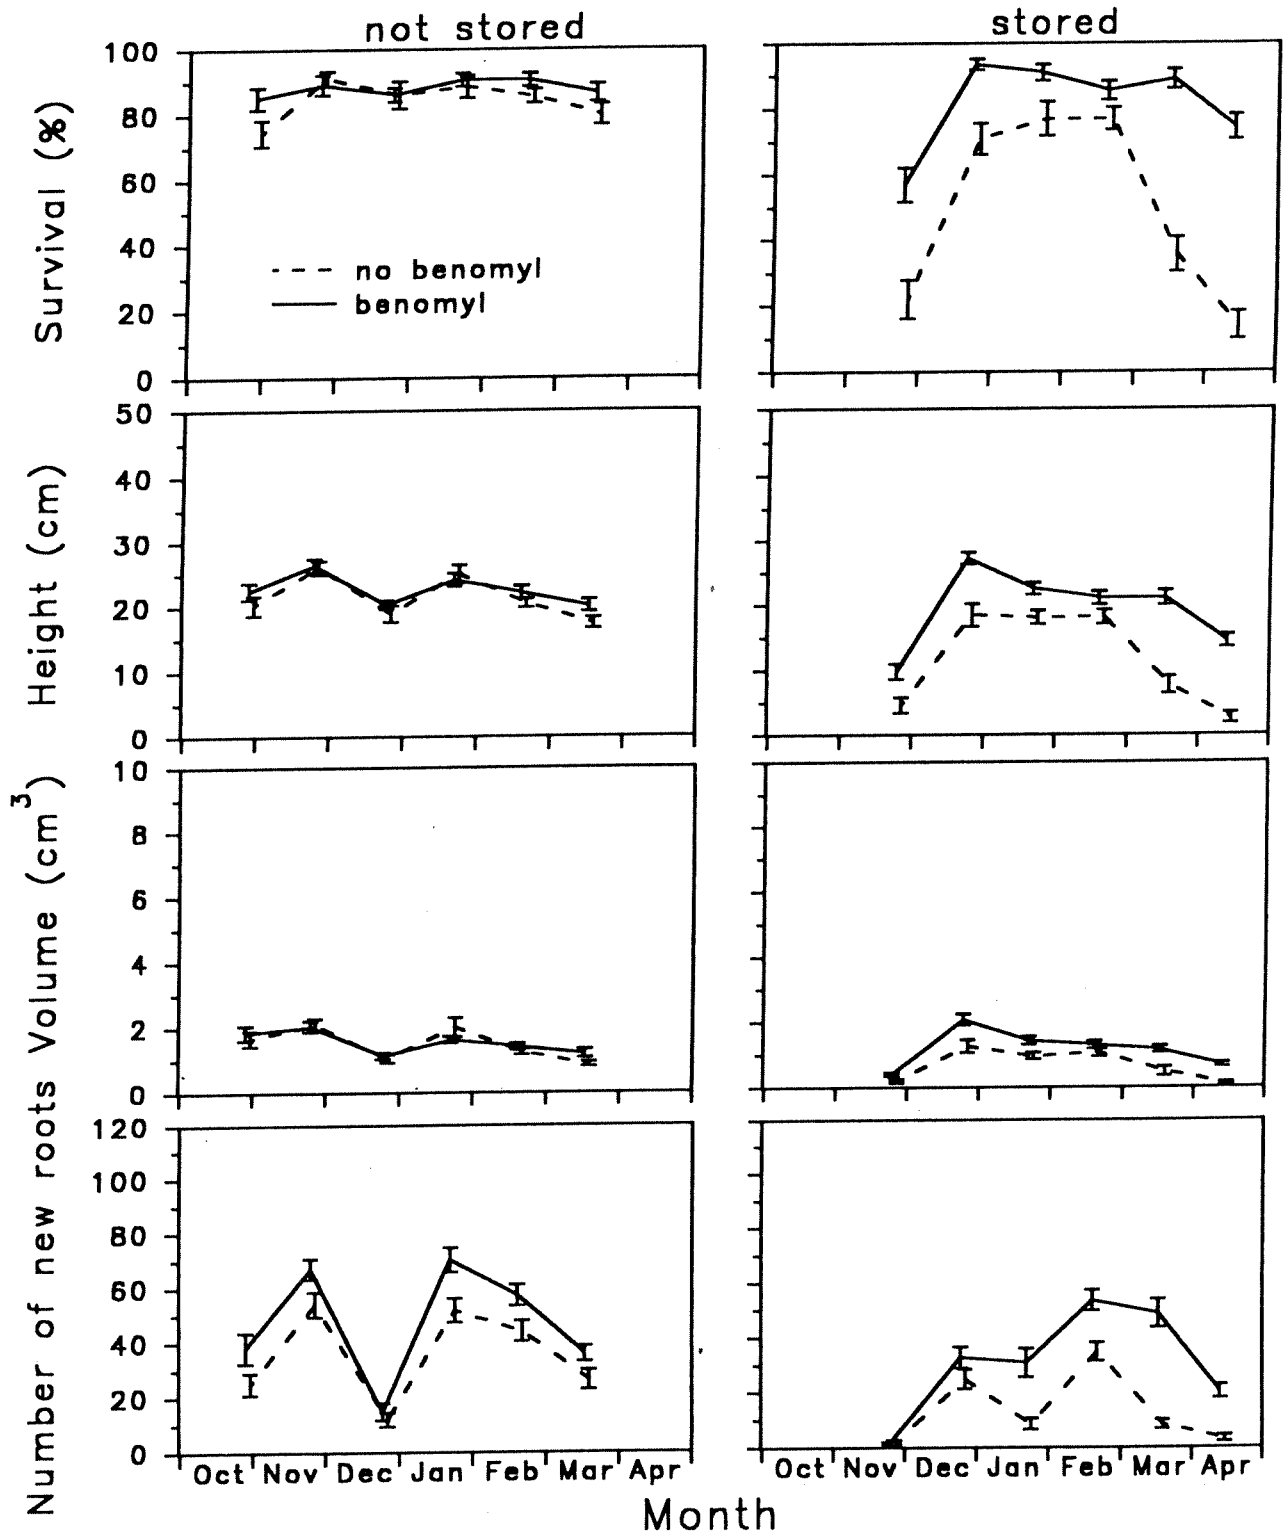 not stored
stored
Survival (%)
100
80
60
40
20
0
no benomyl
benomyl
Height (cm)
50
40
30
20
10
0
Volume (cm³)
10
8
6
4
2
0
Number of new roots
120
100
80
60
40
20
0
Oct Nov Dec Jan Feb Mar Apr
Oct Nov Dec Jan Feb Mar Apr
Month